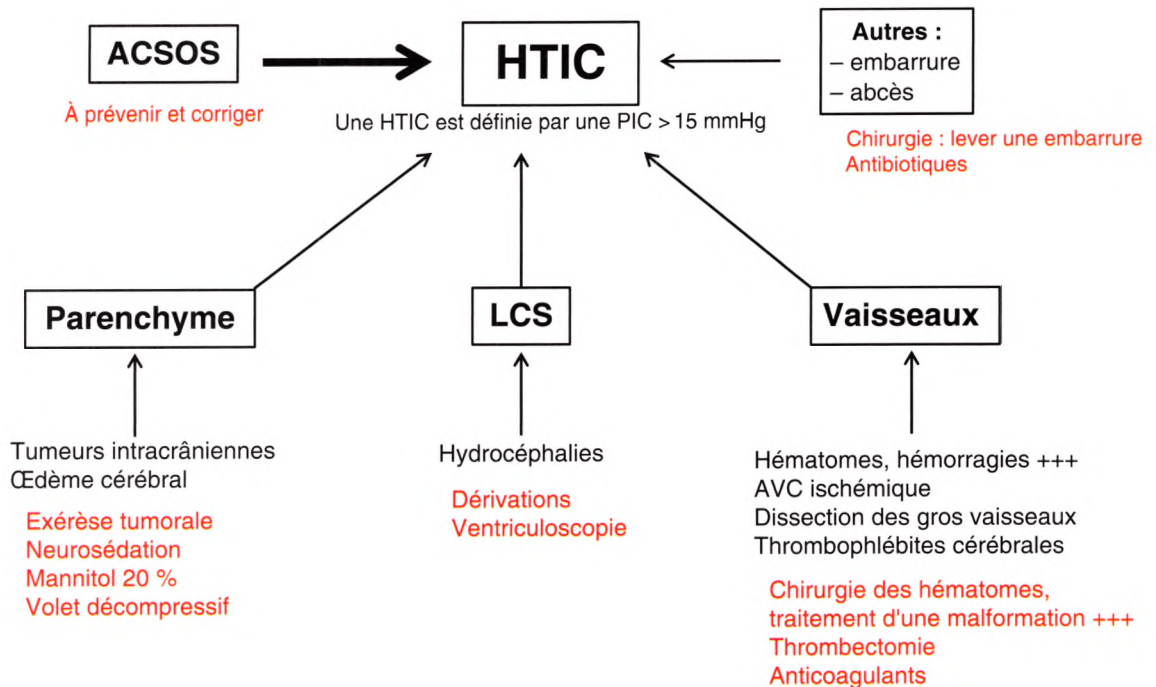 ACSOS
À prévenir et corriger
HTIC
Une HTIC est définie par une PIC > 15 mmHg
Autres :
– embarrure
– abcès
Chirurgie : lever une embarrure
Antibiotiques
Parenchyme
Tumeurs intracrâniennes
Œdème cérébral
Exérèse tumorale
Neurosédation
Mannitol 20 %
Volet décompressif
LCS
Hydrocéphalies
Dérivations
Ventriculoscopie
Vaisseaux
Hématomes, hémorragies +++
AVC ischémique
Dissection des gros vaisseaux
Thrombophlébites cérébrales
Chirurgie des hématomes,
traitement d'une malformation +++
Thrombectomie
Anticoagulants